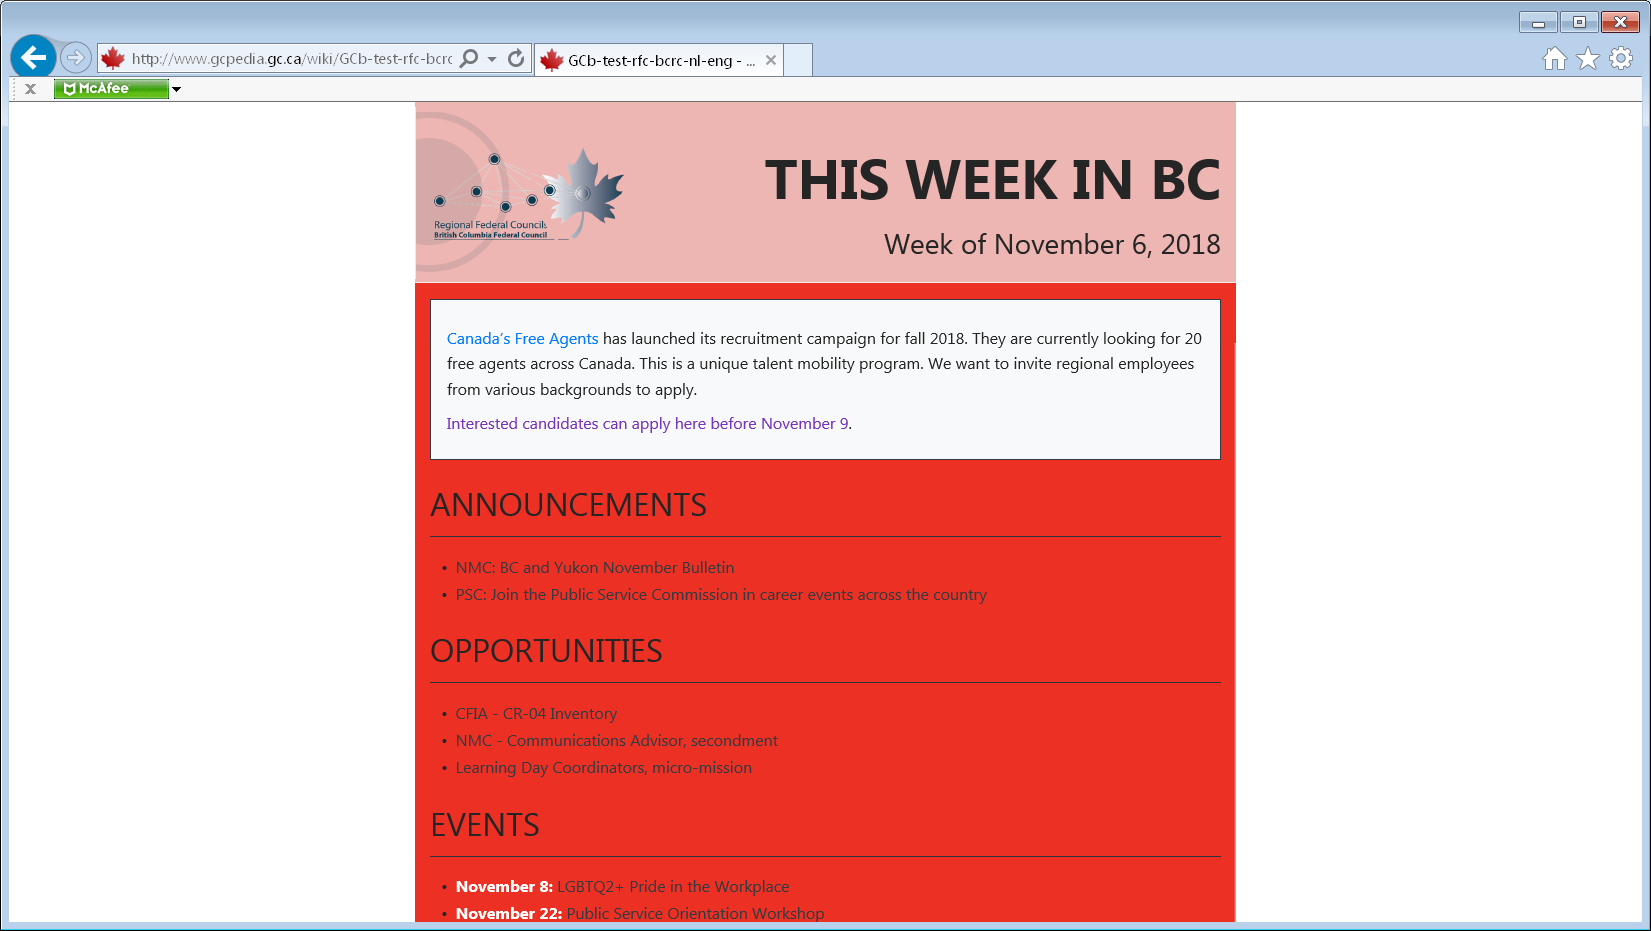 http://www.gcpedia.gc.ca/wiki/GCb-test-rfc-bcrc
GCb-test-rfc-bcrc-nl-eng - ...
McAfee
THIS WEEK IN BC
Week of November 6, 2018
Regional Federal Councils
British Columbia Federal Council
Canada's Free Agents has launched its recruitment campaign for fall 2018. They are currently looking for 20
free agents across Canada. This is a unique talent mobility program. We want to invite regional employees
from various backgrounds to apply.
Interested candidates can apply here before November 9.
ANNOUNCEMENTS
• NMC: BC and Yukon November Bulletin
• PSC: Join the Public Service Commission in career events across the country
OPPORTUNITIES
• CFIA - CR-04 Inventory
• NMC - Communications Advisor, secondment
• Learning Day Coordinators, micro-mission
EVENTS
• November 8: LGBTQ2+ Pride in the Workplace
• November 22: Public Service Orientation Workshop